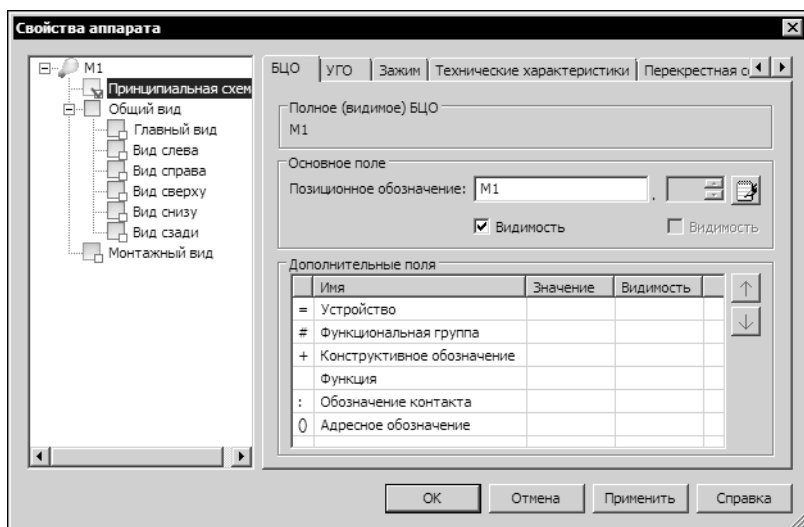 Свойства аппарата
M1
Принципиальная схем
Общий вид
Главный вид
Вид слева
Вид справа
Вид сверху
Вид снизу
Вид сзади
Монтажный вид
БЦО
УГО
Зажим
Технические характеристики
Перекрестная с
Полное (видимое) БЦО
M1
Основное поле
Позиционное обозначение: M1 .
Видимость
Видимость
Дополнительные поля
Имя Значение Видимость
= Устройство
# Функциональная группа
+ Конструктивное обозначение
Функция
: Обозначение контакта
() Адресное обозначение
OK
Отмена
Применить
Справка